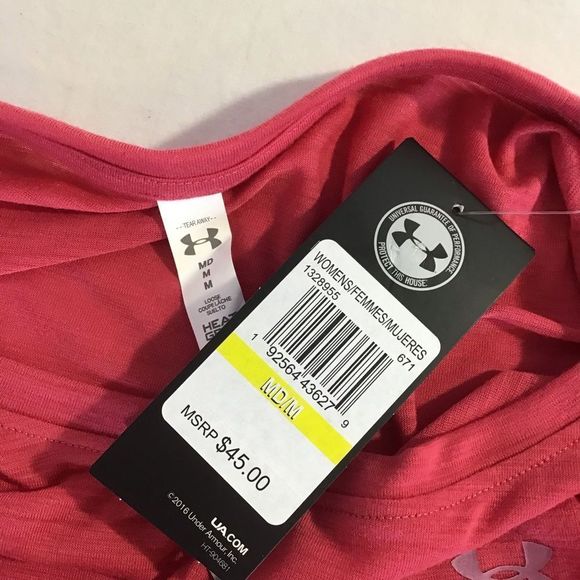 --TEAR AWAY--
MD
M
M
LOOSE
COUPE LÂCHE
SUELTO
UNIVERSAL GUARANTEE OF PERFORMANCE
PROTECT THIS HOUSE
WOMENS/FEMMES/MUJERES
1328955
671
1 92564 43627 9
MD/M
MSRP $45.00
UA.COM
©2016 Under Armour, Inc.